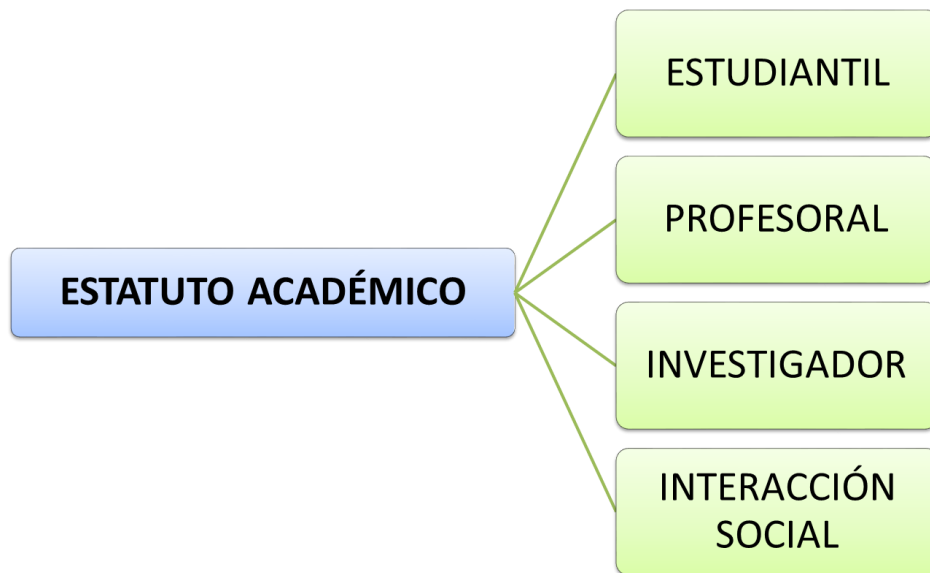 ESTATUTO ACADÉMICO
ESTUDIANTIL
PROFESORAL
INVESTIGADOR
INTERACCIÓN
SOCIAL